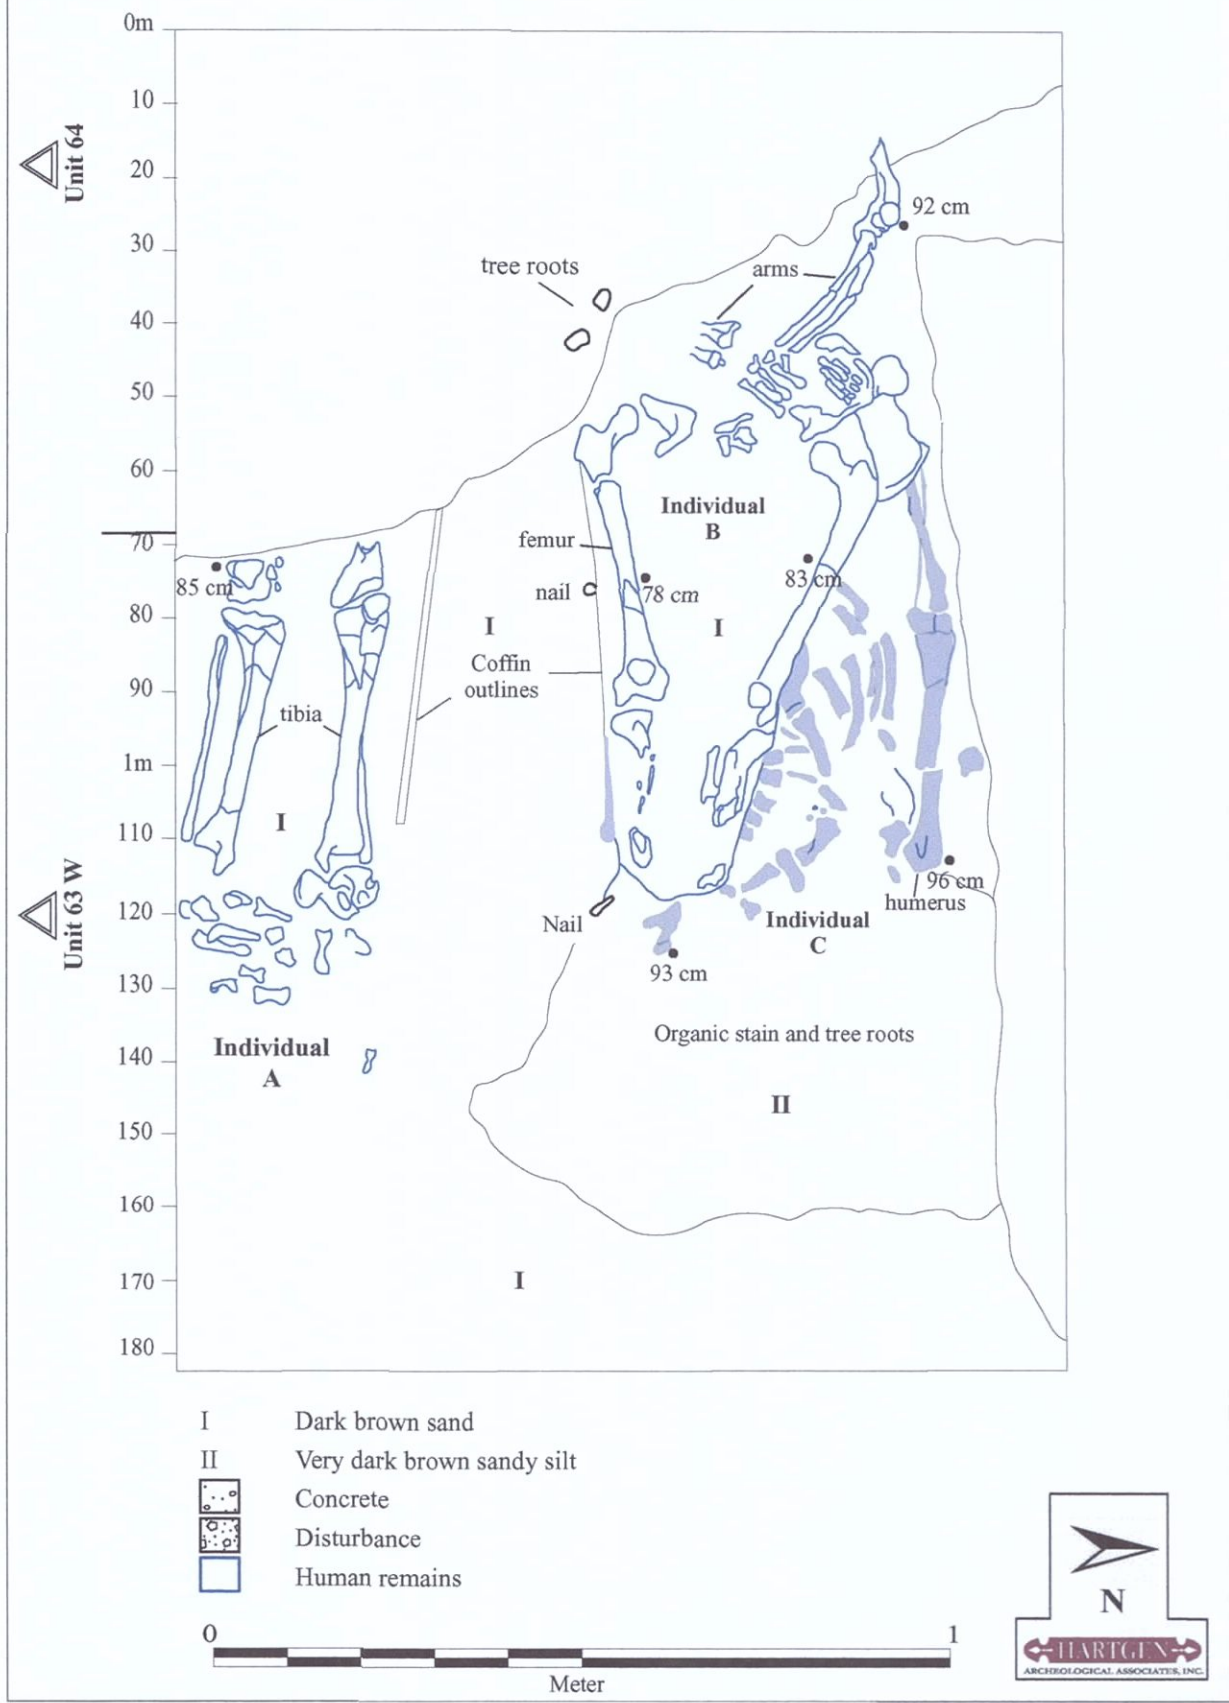 0m
10
Unit 64
20
92 cm
30
tree roots
arms
40
50
60
Individual
B
femur
70
85 cm
nail
78 cm
83 cm
80
I
I
Coffin
outlines
90
tibia
1m
I
110
96 cm
humerus
Unit 63 W
120
Nail
Individual
C
93 cm
130
Organic stain and tree roots
Individual
A
140
II
150
160
170
I
180
I Dark brown sand
II Very dark brown sandy silt
Concrete
Disturbance
Human remains
N
0 1
Meter
HARTGEN
ARCHEOLOGICAL ASSOCIATES, INC.